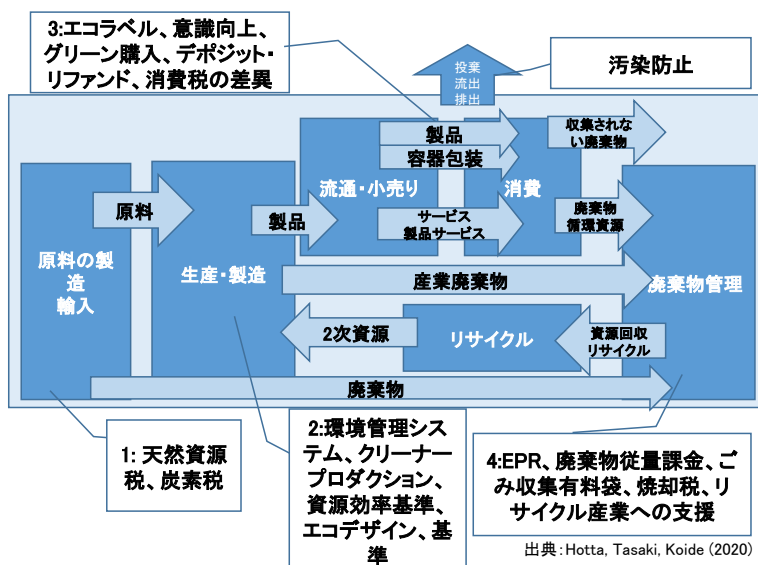 3:エコラベル、意識向上、
グリーン購入、デポジット・
リファンド、消費税の差異
投棄
流出
排出
汚染防止
製品
容器包装
収集されな
い廃棄物
流通・小売り
消費
原料
製品
サービス
製品サービス
廃棄物
循環資源
原料の製
造
輸入
生産・製造
産業廃棄物
廃棄物管理
2次資源
リサイクル
資源回収
リサイクル
廃棄物
1: 天然資源
税、炭素税
2:環境管理シス
テム、クリーナー
プロダクション、
資源効率基準、
エコデザイン、基
準
4:EPR、廃棄物従量課金、ご
み収集有料袋、焼却税、リ
サイクル産業への支援
出典：Hotta, Tasaki, Koide (2020)